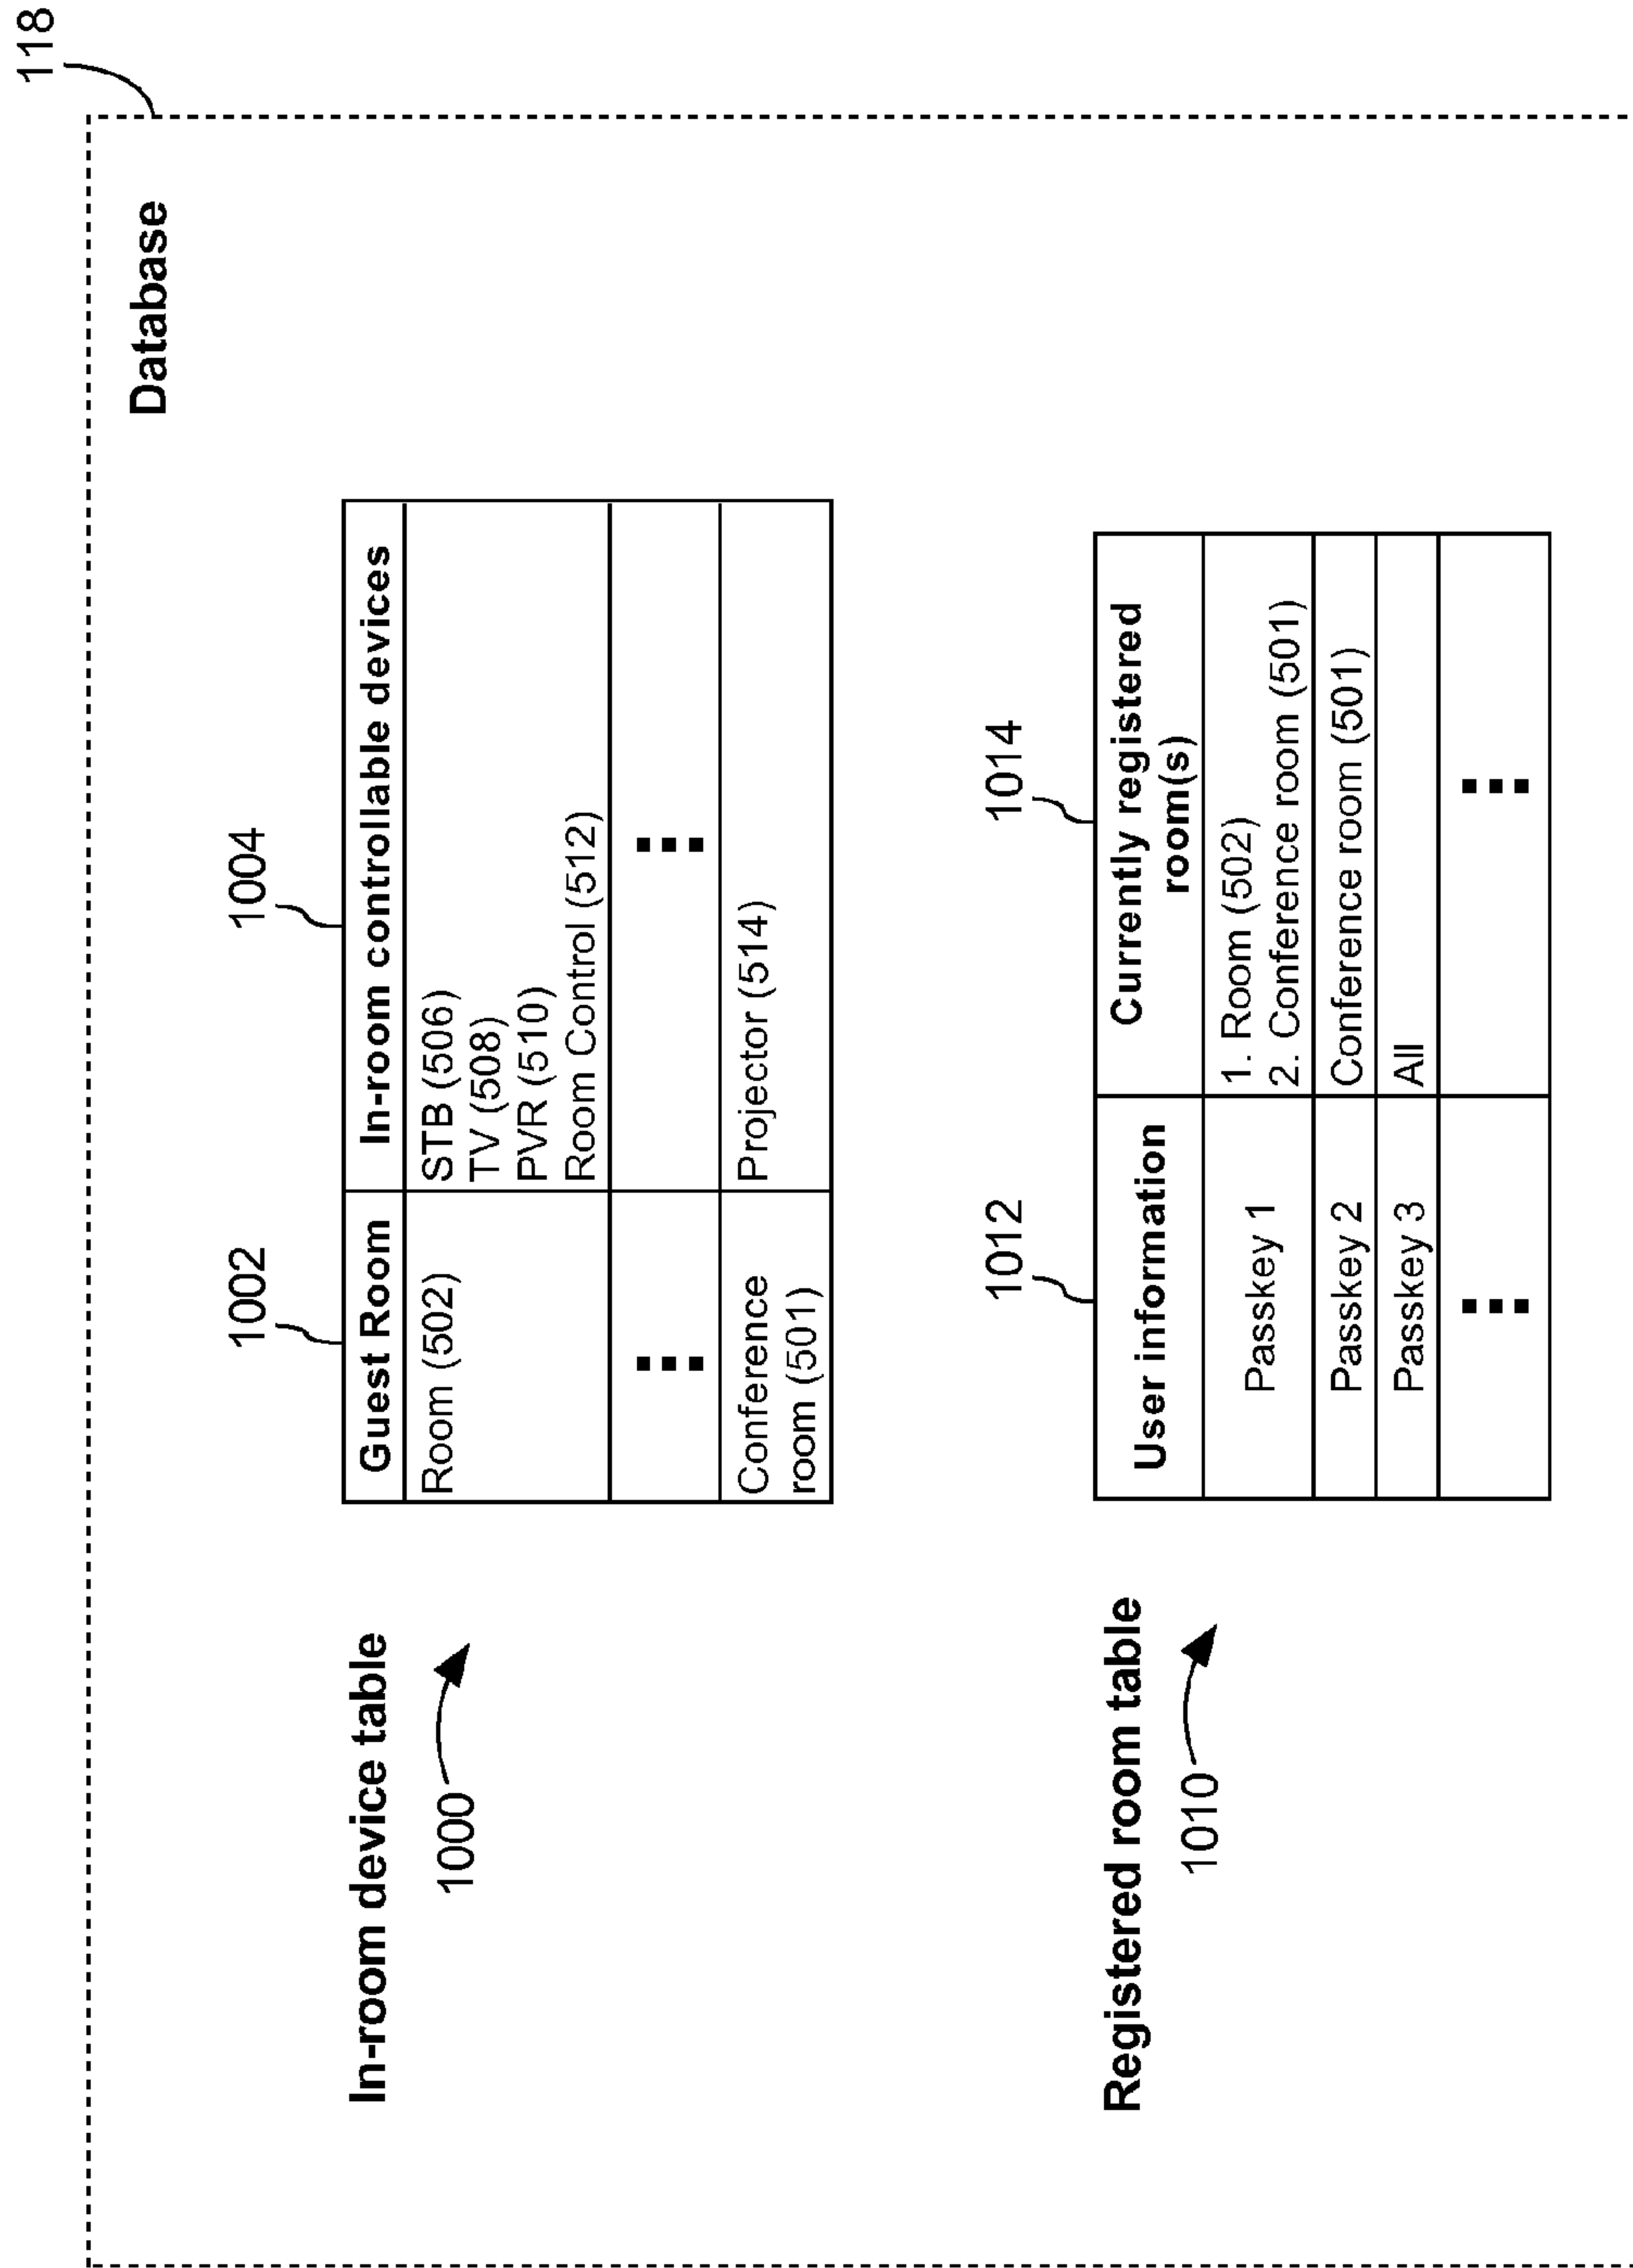 118
Database
1002
1004
In-room device table
1000
Guest Room
In-room controllable devices
Room (502)
STB (506)
TV (508)
PVR (510)
Room Control (512)
Conference
room (501)
Projector (514)
1012
1014
Registered room table
1010
User information
Currently registered
room(s)
Passkey 1
1. Room (502)
2. Conference room (501)
Passkey 2
Conference room (501)
Passkey 3
All